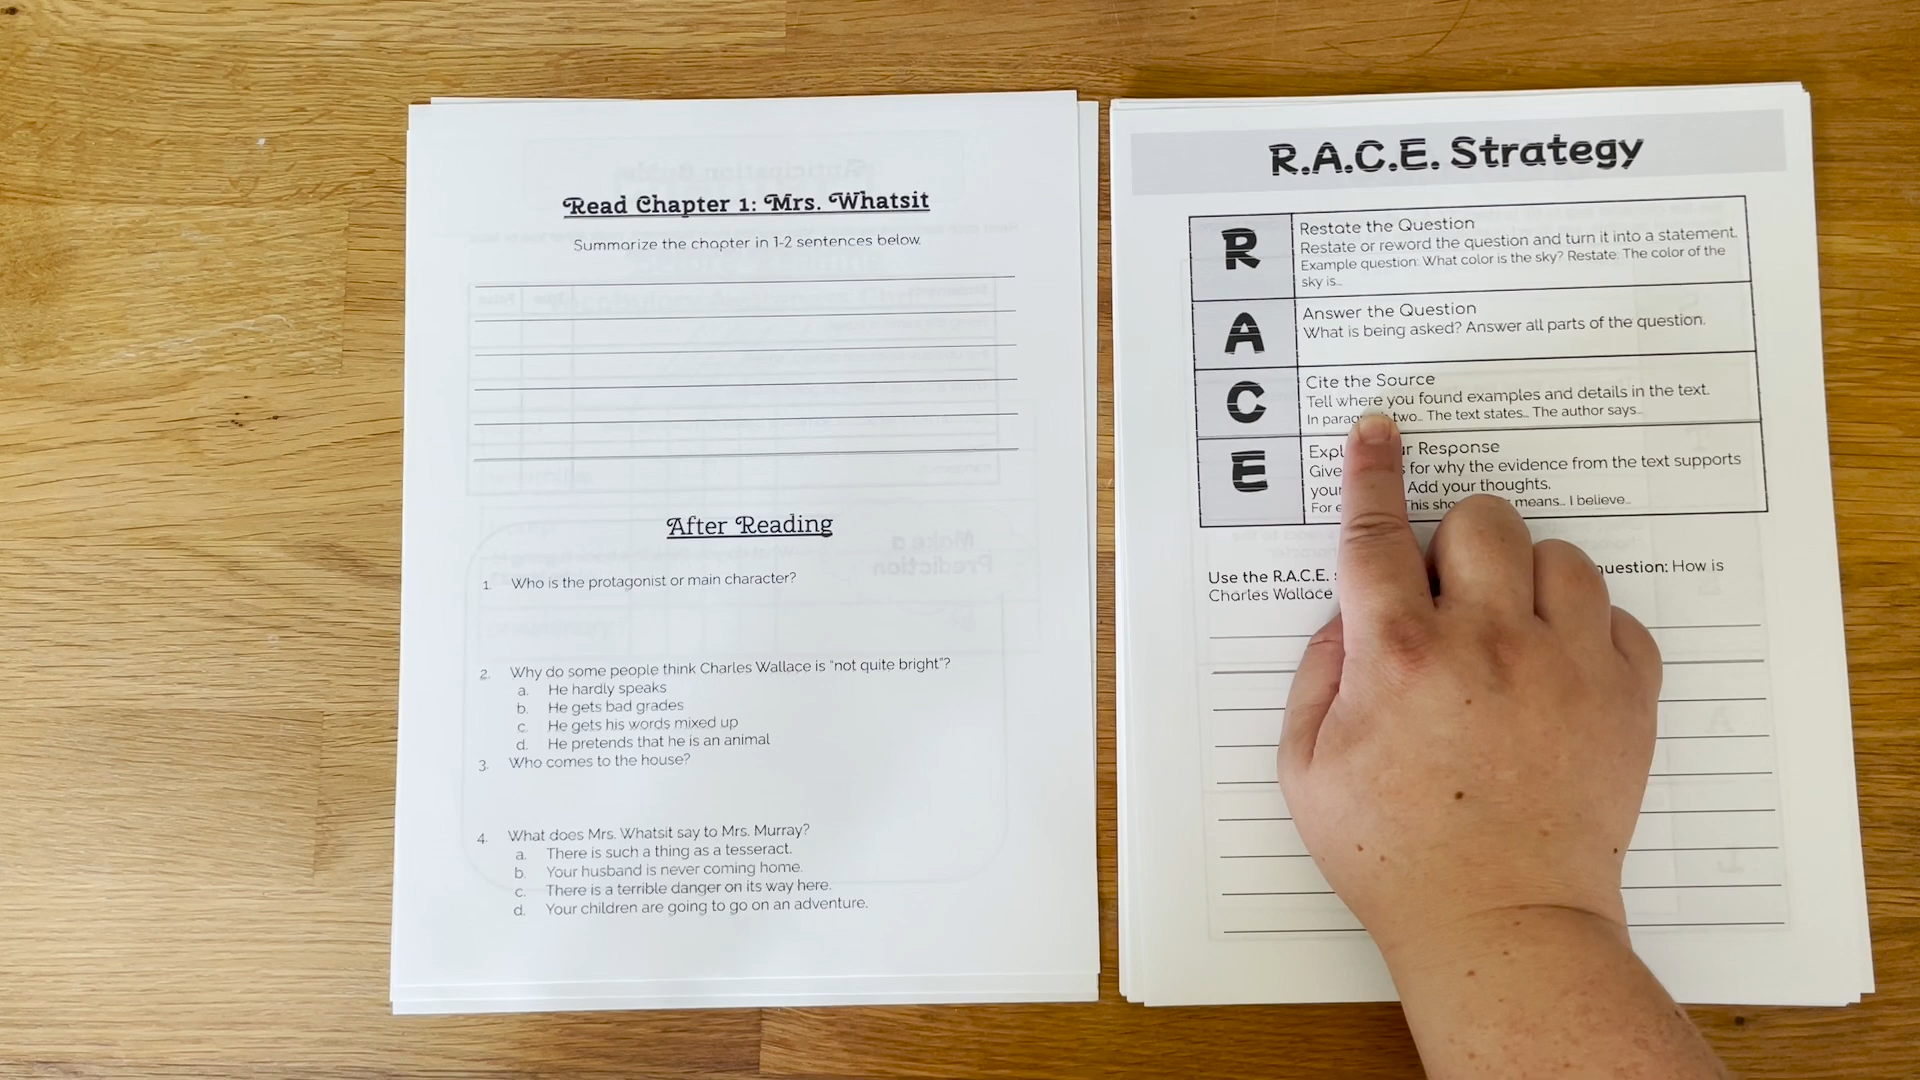 Read Chapter 1: Mrs. Whatsit
Summarize the chapter in 1-2 sentences below.
After Reading
1. Who is the protagonist or main character?
2. Why do some people think Charles Wallace is "not quite bright"?
a. He hardly speaks
b. He gets bad grades
c. He gets his words mixed up
d. He pretends that he is an animal
3. Who comes to the house?
4. What does Mrs. Whatsit say to Mrs. Murray?
a. There is such a thing as a tesseract.
b. Your husband is never coming home.
c. There is a terrible danger on its way here.
d. Your children are going to go on an adventure.
R.A.C.E. Strategy
R
Restate the Question
Restate or reword the question and turn it into a statement.
Example question: What color is the sky? Restate: The color of the
sky is...
A
Answer the Question
What is being asked? Answer all parts of the question.
C
Cite the Source
Tell where you found examples and details in the text.
In two... The text states... The author says...
E
Response
Give for why the evidence from the text supports
Add your thoughts.
For This means... I believe...
Use the R.A.C.E. question: How is
Charles Wallace